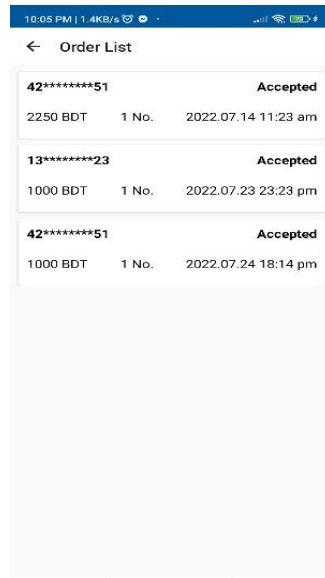 10:05 PM | 1.4KB/s
← Order List
42********51 Accepted
2250 BDT 1 No. 2022.07.14 11:23 am
13********23 Accepted
1000 BDT 1 No. 2022.07.23 23:23 pm
42********51 Accepted
1000 BDT 1 No. 2022.07.24 18:14 pm